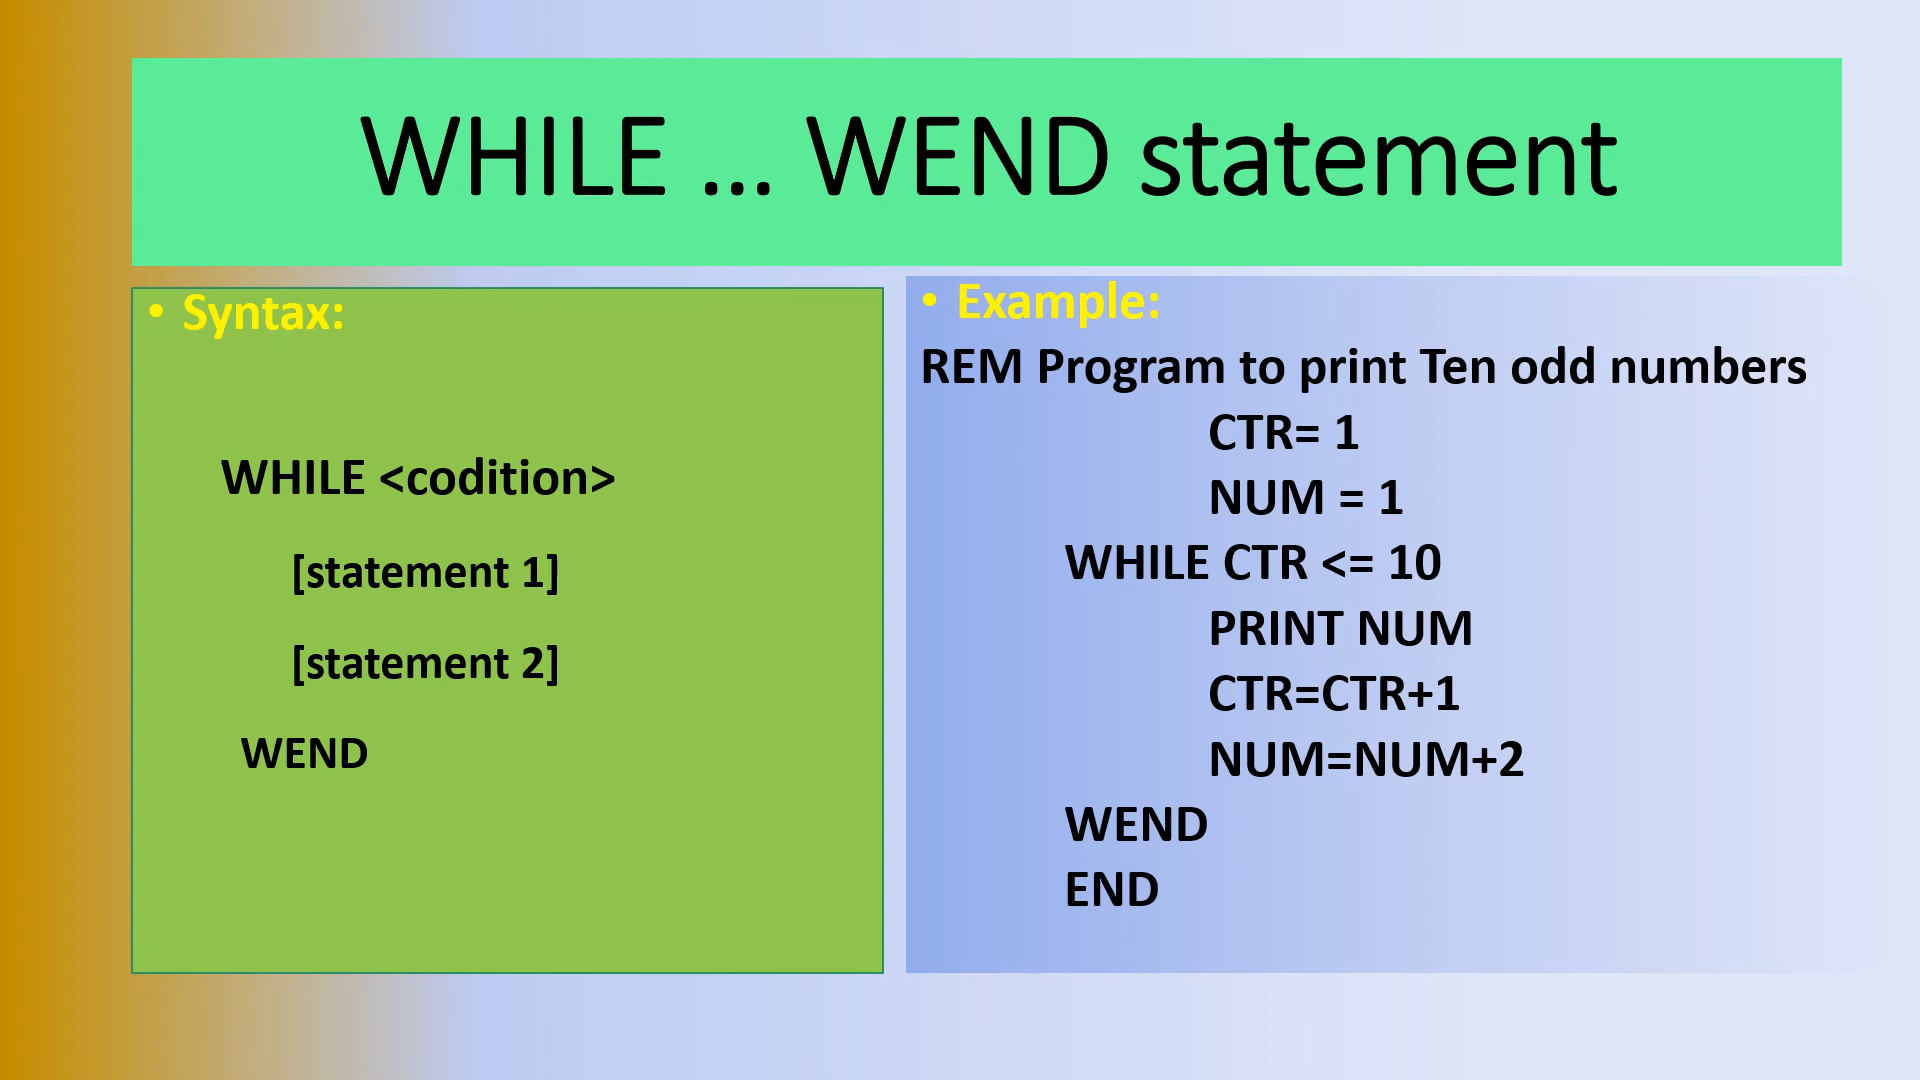 WHILE ... WEND statement
• Syntax:
WHILE <codition>
[statement 1]
[statement 2]
WEND
• Example:
REM Program to print Ten odd numbers
CTR= 1
NUM = 1
WHILE CTR <= 10
PRINT NUM
CTR=CTR+1
NUM=NUM+2
WEND
END